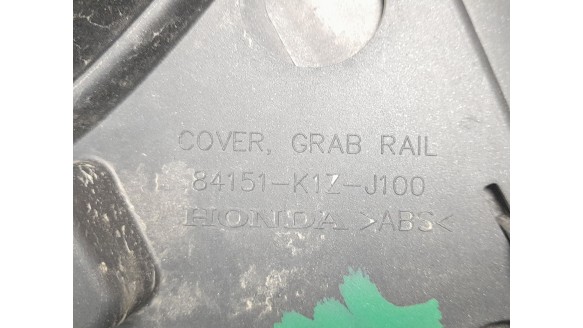 COVER, GRAB RAIL
84151-K1Z-J100
HONDA >ABS<